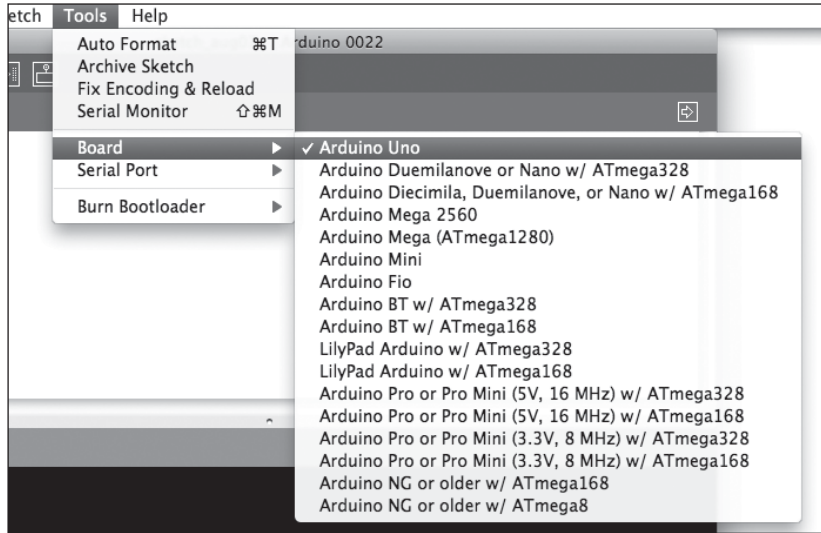 etch Tools Help
rduino 0022
Auto Format ⌘T
Archive Sketch
Fix Encoding & Reload
Serial Monitor ⇧⌘M
Board
Serial Port
Burn Bootloader
✓ Arduino Uno
Arduino Duemilanove or Nano w/ ATmega328
Arduino Diecimila, Duemilanove, or Nano w/ ATmega168
Arduino Mega 2560
Arduino Mega (ATmega1280)
Arduino Mini
Arduino Fio
Arduino BT w/ ATmega328
Arduino BT w/ ATmega168
LilyPad Arduino w/ ATmega328
LilyPad Arduino w/ ATmega168
Arduino Pro or Pro Mini (5V, 16 MHz) w/ ATmega328
Arduino Pro or Pro Mini (5V, 16 MHz) w/ ATmega168
Arduino Pro or Pro Mini (3.3V, 8 MHz) w/ ATmega328
Arduino Pro or Pro Mini (3.3V, 8 MHz) w/ ATmega168
Arduino NG or older w/ ATmega168
Arduino NG or older w/ ATmega8